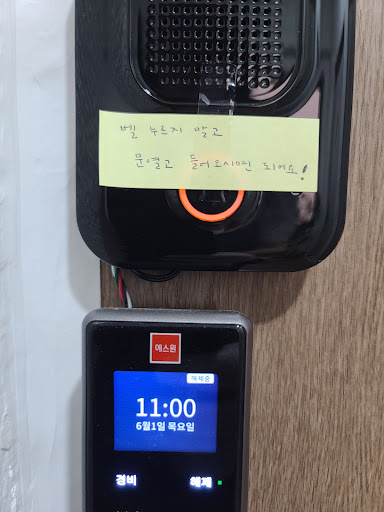 벨 누르지 말고
문열고 들어오시면 되어요!
에스원
해제중
11:00
6월1일 목요일
경비 해제